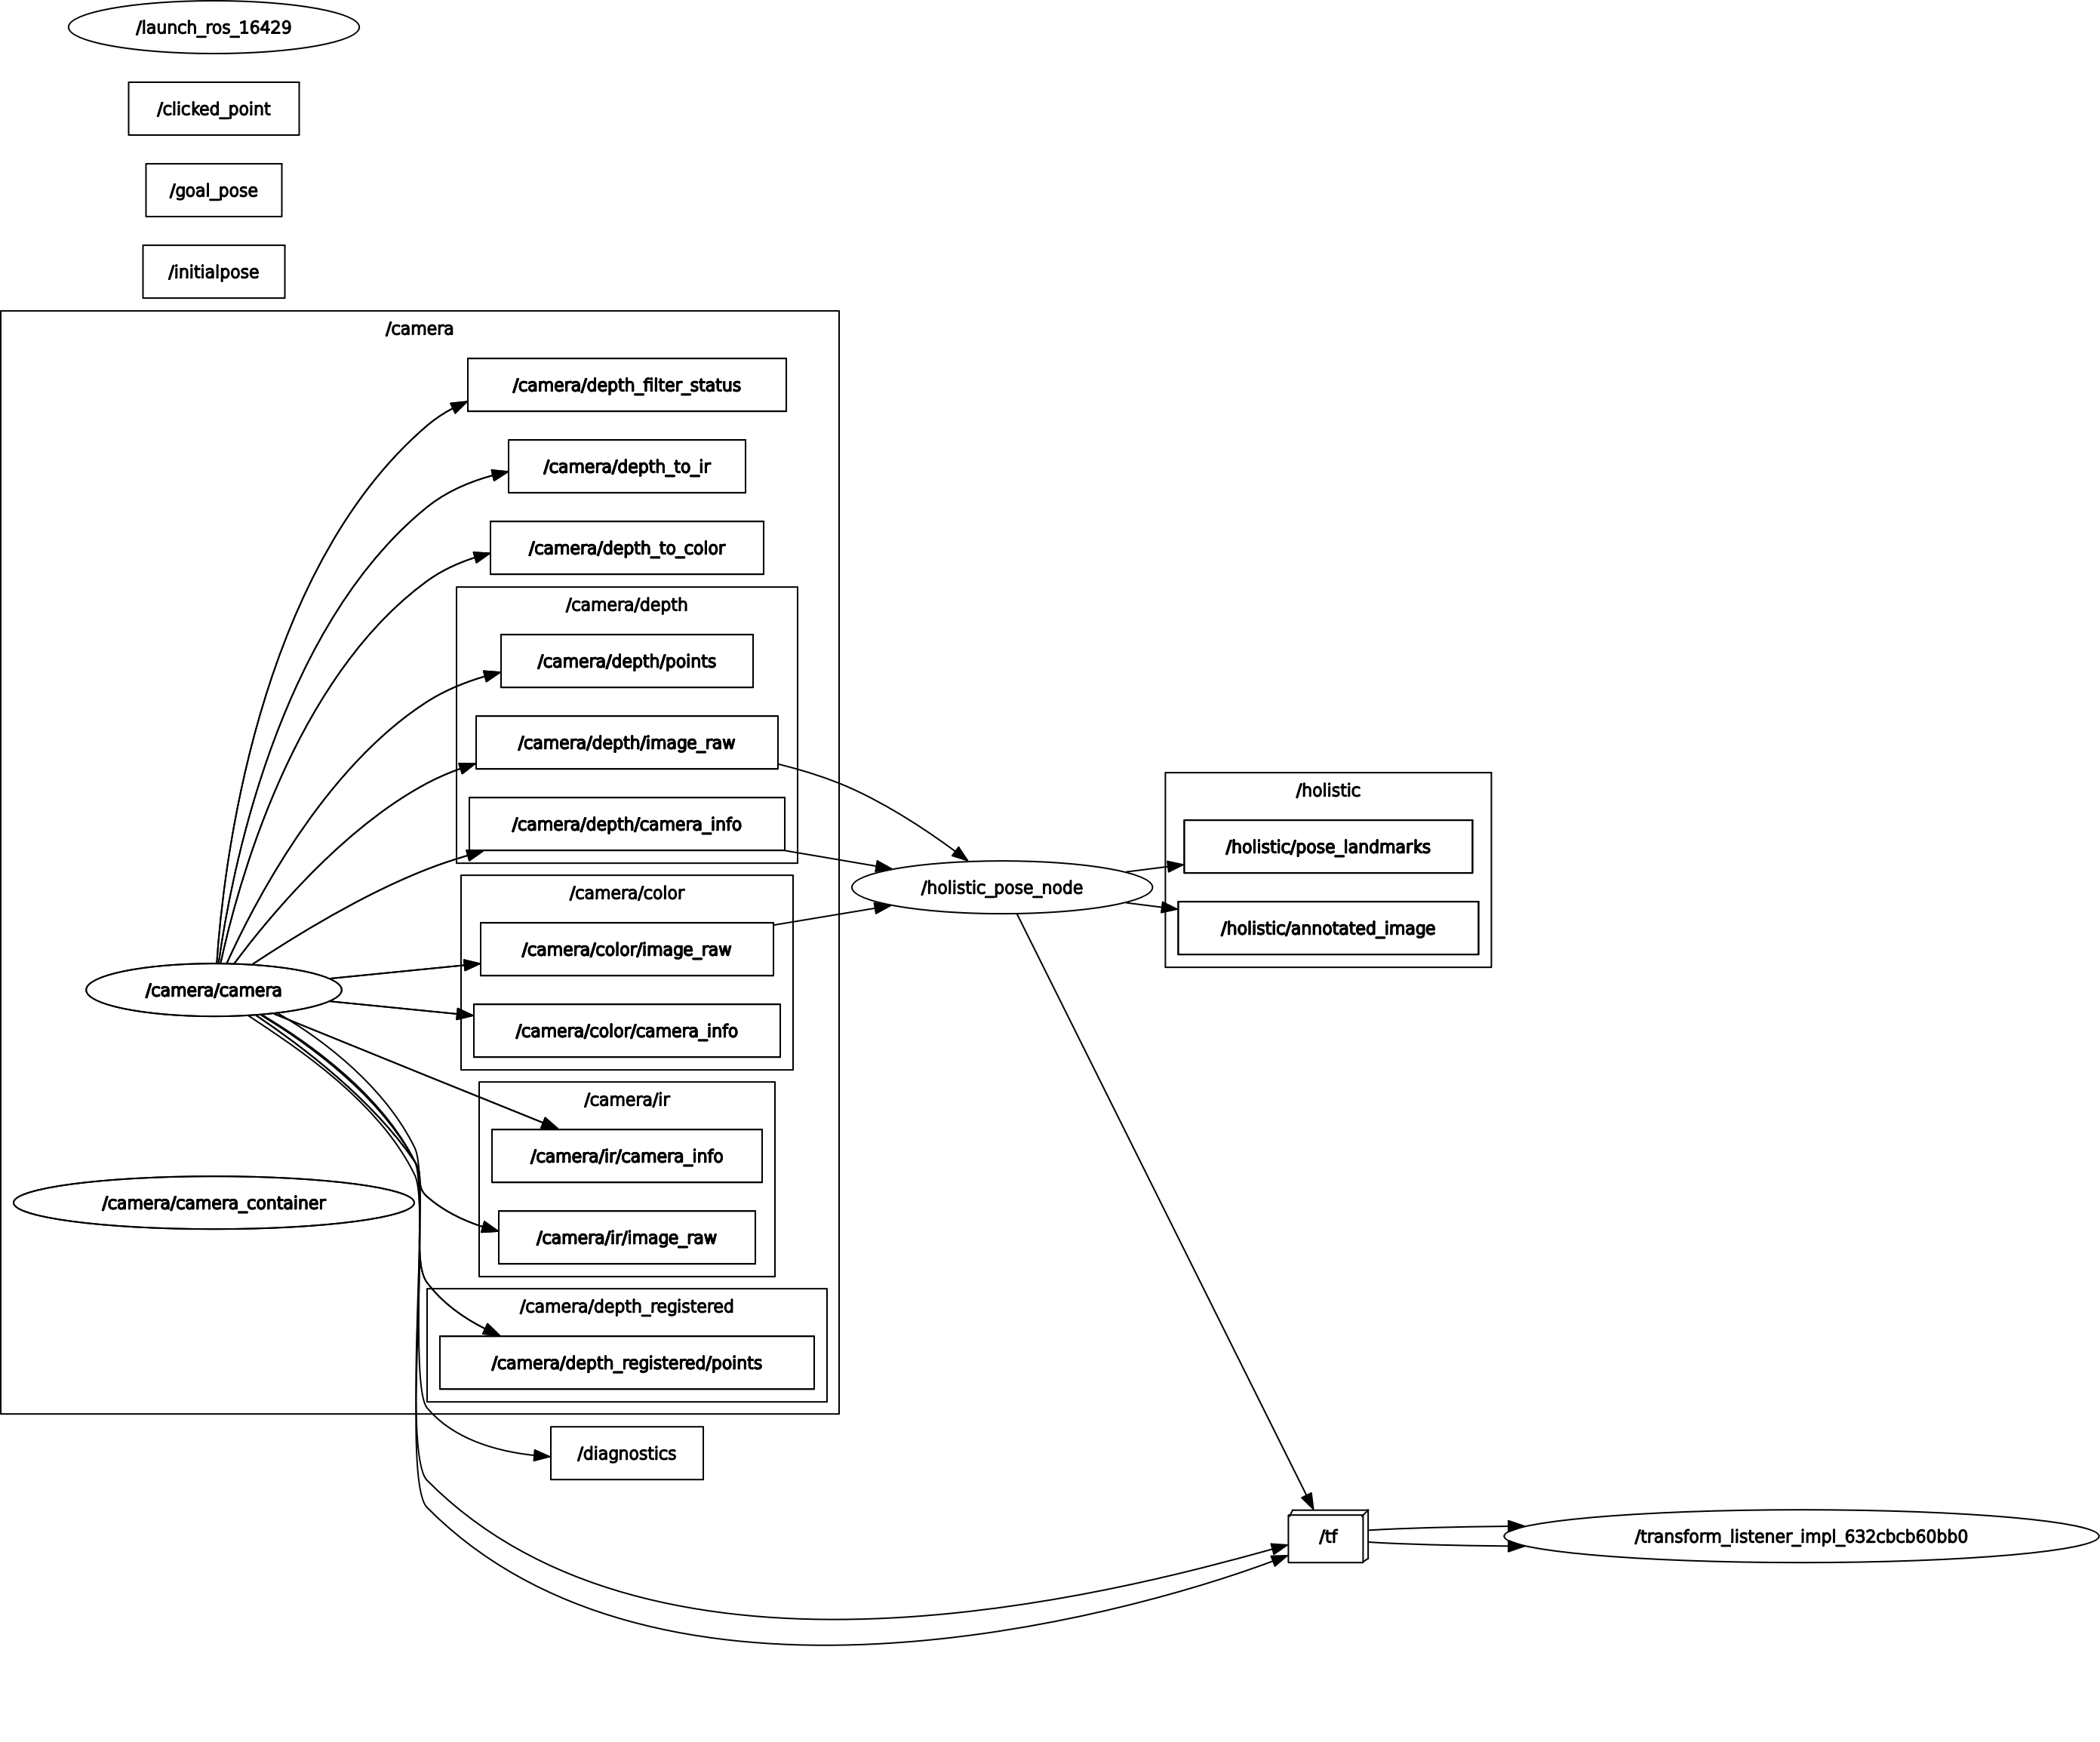 /launch_ros_16429
/clicked_point
/goal_pose
/initialpose
/camera
/camera/depth_filter_status
/camera/depth_to_ir
/camera/depth_to_color
/camera/depth
/camera/depth/points
/camera/depth/image_raw
/camera/depth/camera_info
/camera/color
/camera/color/image_raw
/camera/color/camera_info
/camera/camera
/camera/ir
/camera/ir/camera_info
/camera/ir/image_raw
/camera/camera_container
/camera/depth_registered
/camera/depth_registered/points
/diagnostics
/holistic_pose_node
/holistic
/holistic/pose_landmarks
/holistic/annotated_image
/tf
/transform_listener_impl_632cbcb60bb0